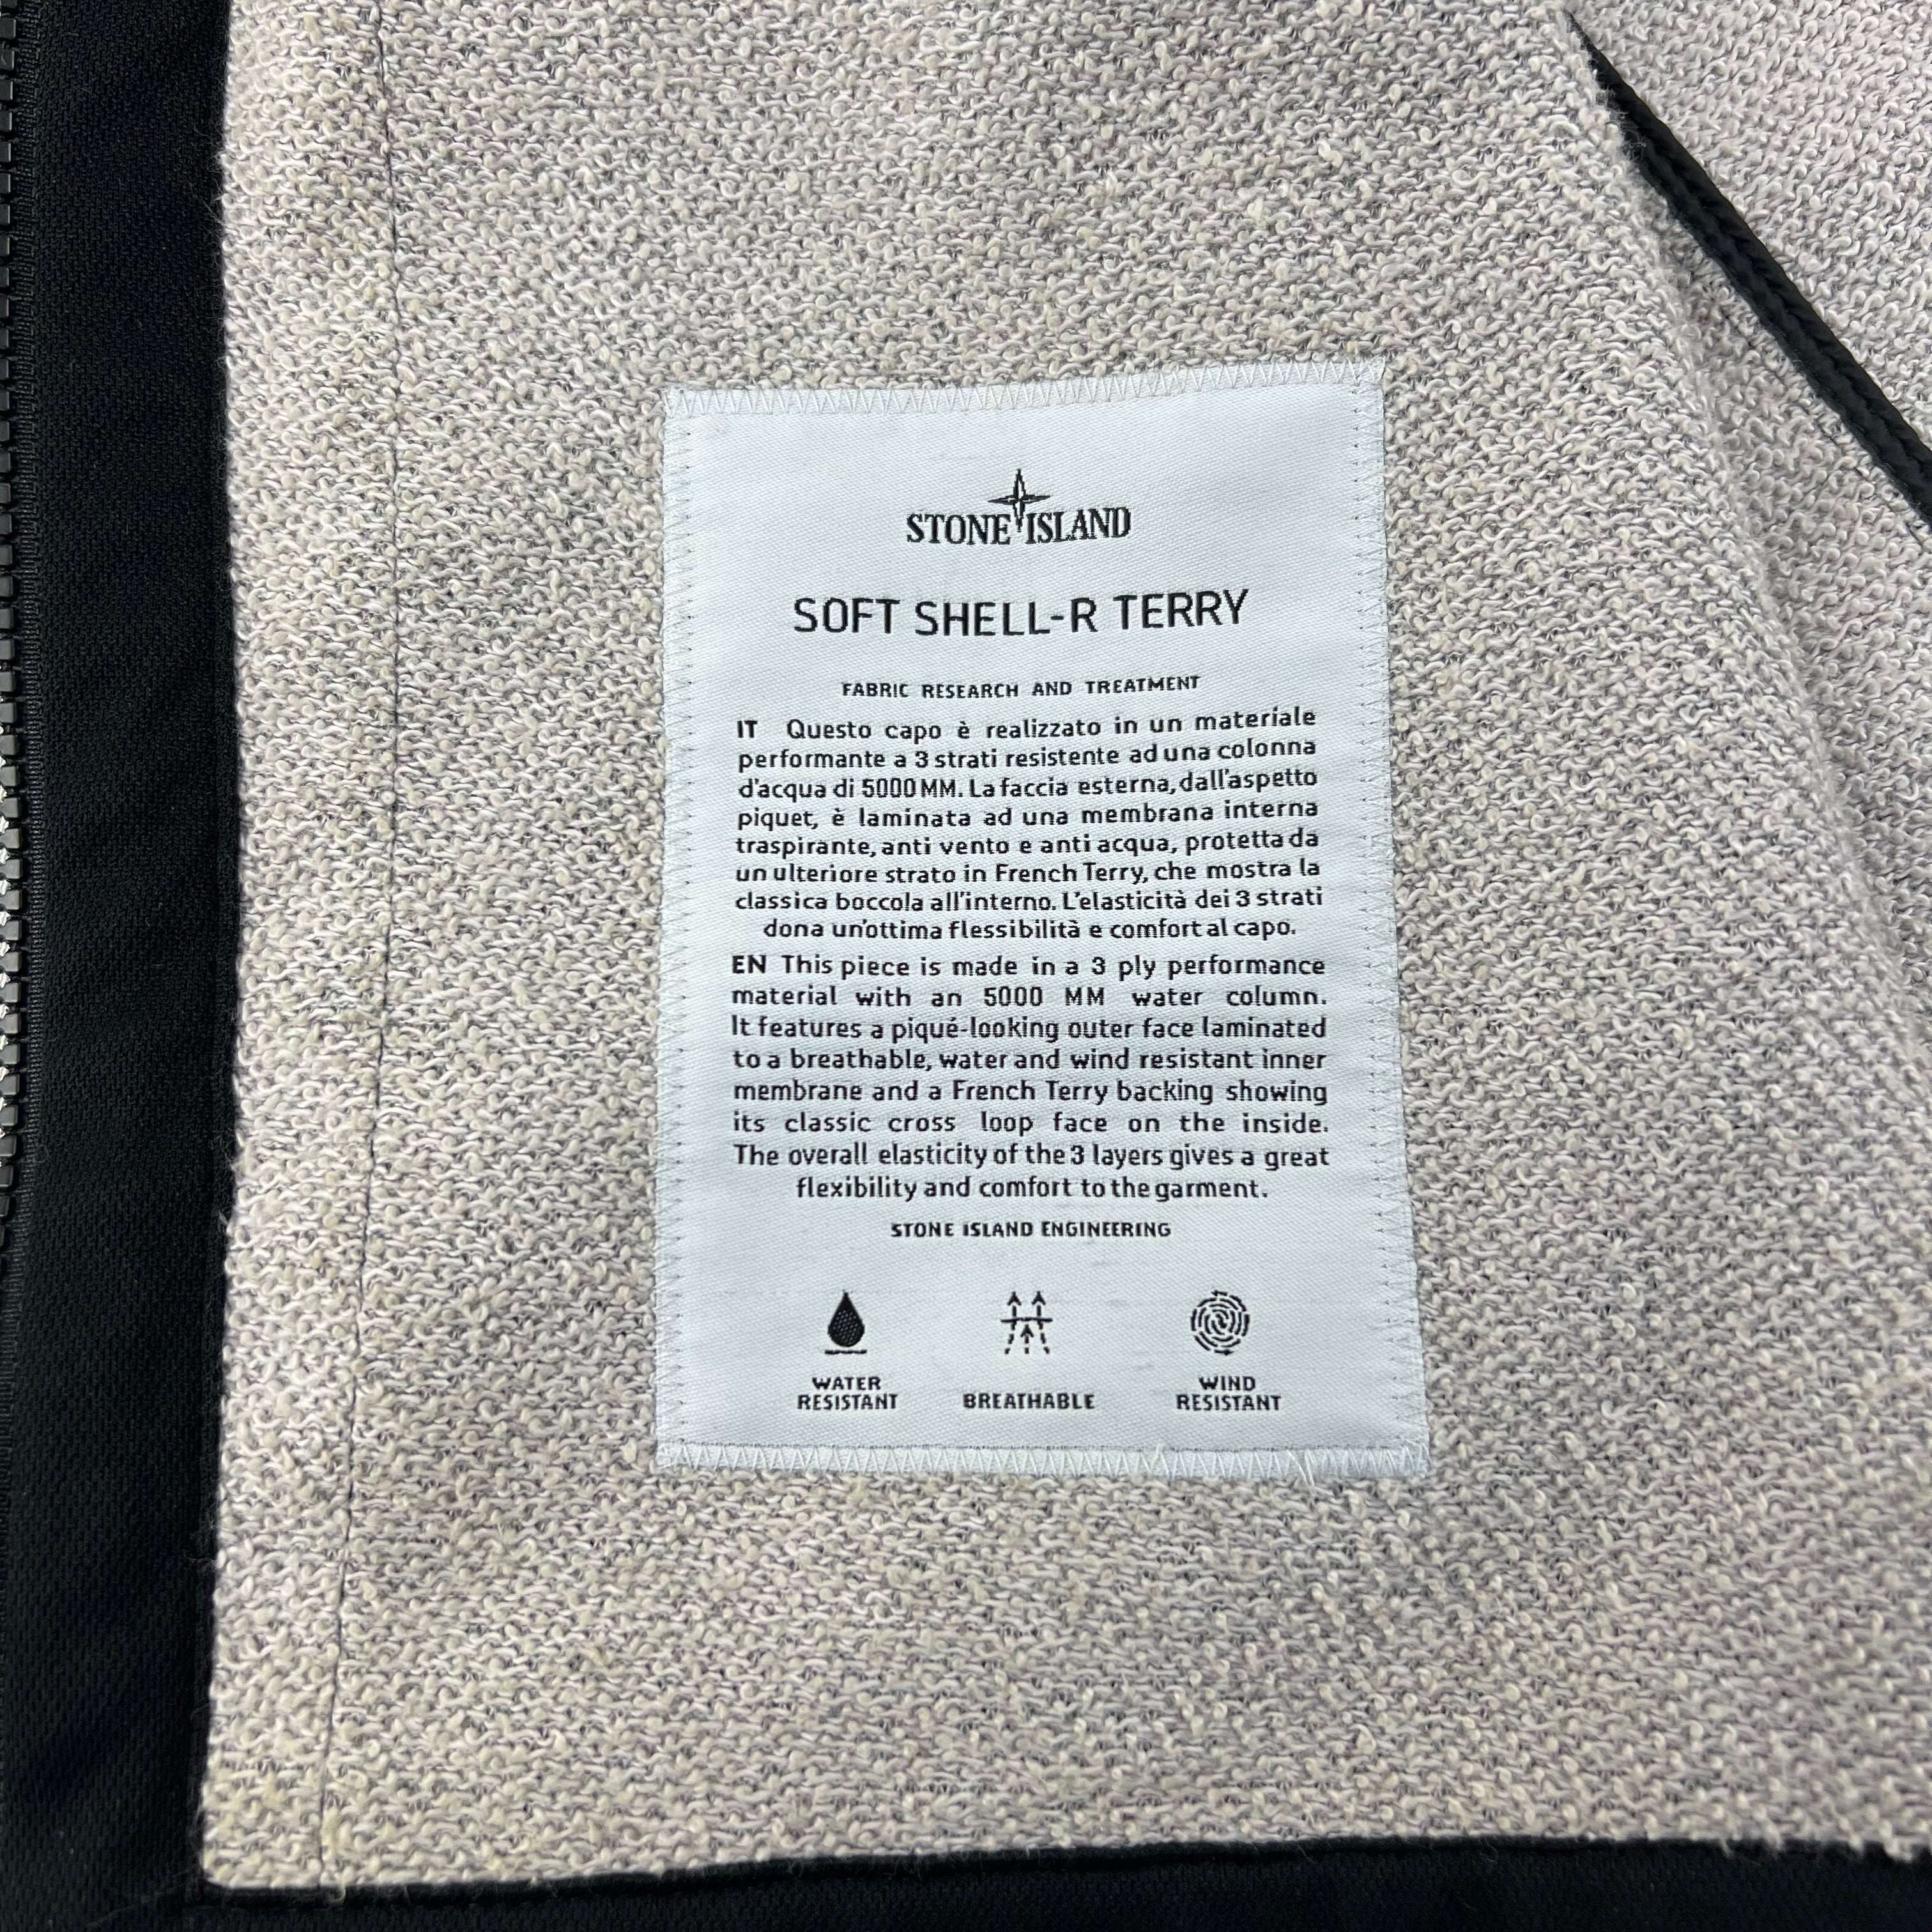 STONE ISLAND
SOFT SHELL-R TERRY
FABRIC RESEARCH AND TREATMENT
IT Questo capo è realizzato in un materiale
performante a 3 strati resistente ad una colonna
d'acqua di 5000 MM. La faccia esterna, dall'aspetto
piquet, è laminata ad una membrana interna
traspirante, anti vento e anti acqua, protetta da
un ulteriore strato in French Terry, che mostra la
classica boccola all'interno. L'elasticità dei 3 strati
dona un'ottima flessibilità e comfort al capo.
EN This piece is made in a 3 ply performance
material with an 5000 MM water column.
It features a piqué-looking outer face laminated
to a breathable, water and wind resistant inner
membrane and a French Terry backing showing
its classic cross loop face on the inside.
The overall elasticity of the 3 layers gives a great
flexibility and comfort to the garment.
STONE ISLAND ENGINEERING
WATER
RESISTANT
BREATHABLE
WIND
RESISTANT